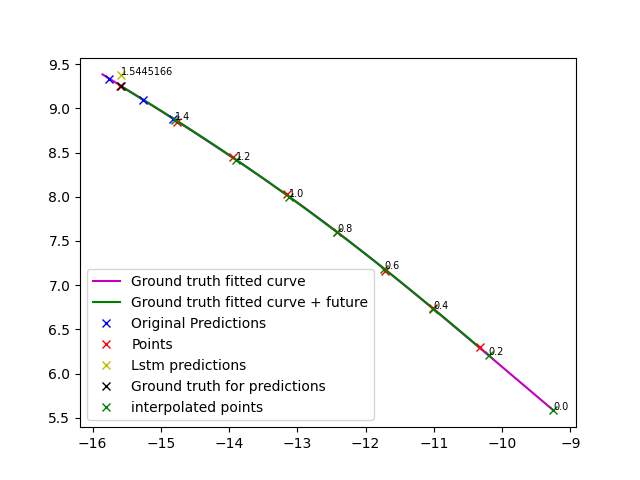 9.5
9.0
8.5
8.0
7.5
7.0
6.5
6.0
5.5
1.5445166
1.4
1.2
1.0
0.8
0.6
0.4
0.2
0.0
Ground truth fitted curve
Ground truth fitted curve + future
Original Predictions
Points
Lstm predictions
Ground truth for predictions
interpolated points
−16 −15 −14 −13 −12 −11 −10 −9